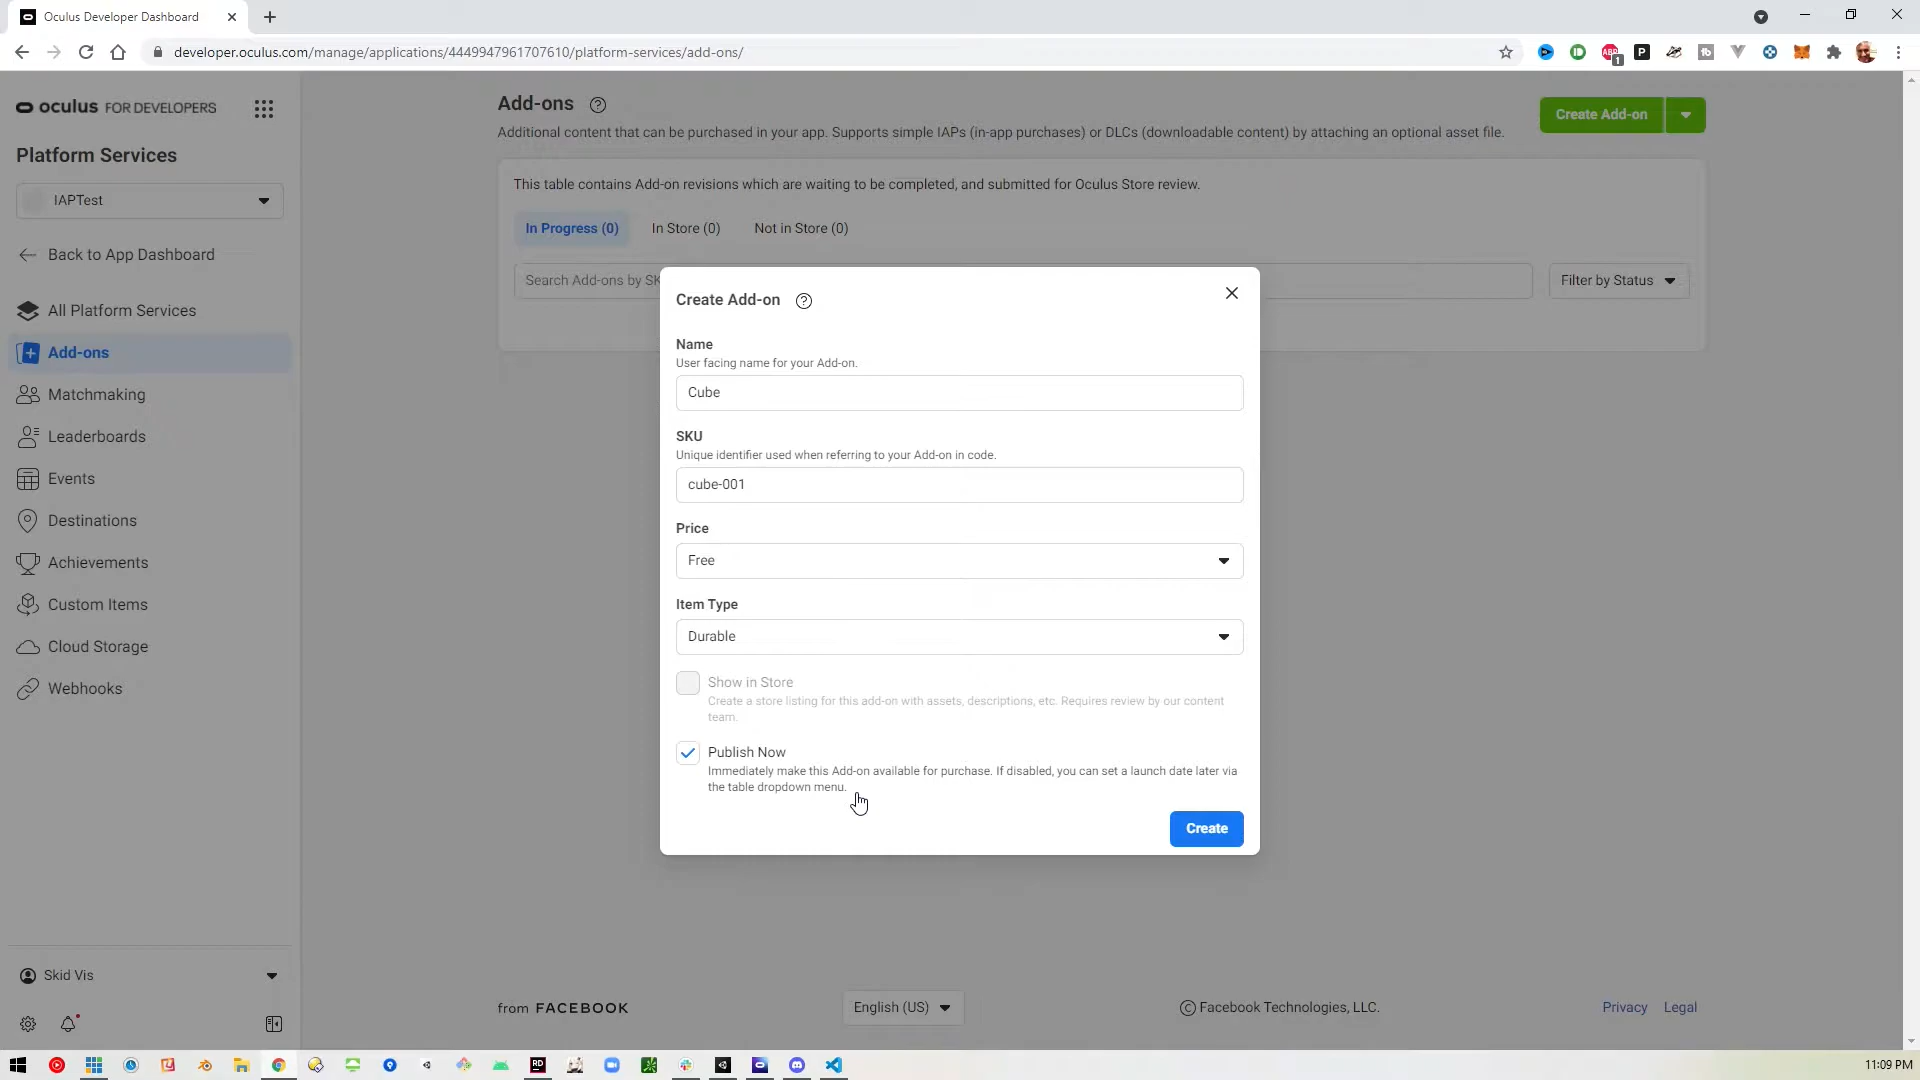 Oculus Developer Dashboard
developer.oculus.com/manage/applications/4449947961707610/platform-services/add-ons/
oculus FOR DEVELOPERS
Platform Services
IAPTest
Back to App Dashboard
All Platform Services
Add-ons
Matchmaking
Leaderboards
Events
Destinations
Achievements
Custom Items
Cloud Storage
Webhooks
Skid Vis
Add-ons
Additional content that can be purchased in your app. Supports simple IAPs (in-app purchases) or DLCs (downloadable content) by attaching an optional asset file.
Create Add-on
This table contains Add-on revisions which are waiting to be completed, and submitted for Oculus Store review.
In Progress (0) In Store (0) Not in Store (0)
Search Add-ons by SK
Filter by Status
Create Add-on
Name
User facing name for your Add-on.
Cube
SKU
Unique identifier used when referring to your Add-on in code.
cube-001
Price
Free
Item Type
Durable
Show in Store
Create a store listing for this add-on with assets, descriptions, etc. Requires review by our content
team.
Publish Now
Immediately make this Add-on available for purchase. If disabled, you can set a launch date later via
the table dropdown menu.
Create
from FACEBOOK
English (US)
© Facebook Technologies, LLC.
Privacy Legal
11:09 PM